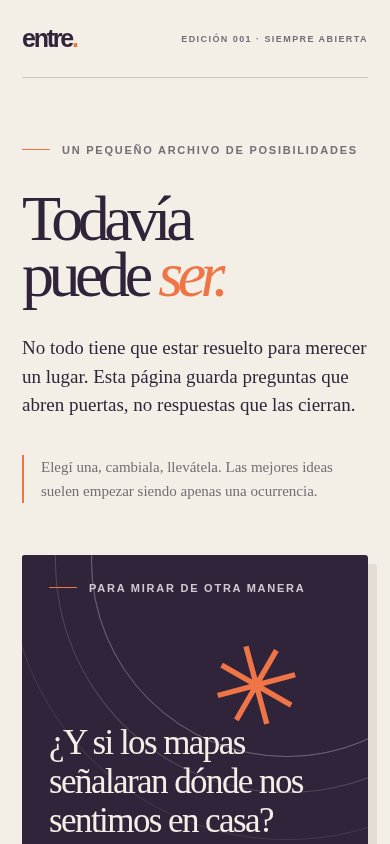 entre.
EDICIÓN 001 · SIEMPRE ABIERTA
UN PEQUEÑO ARCHIVO DE POSIBILIDADES
Todavía
puede ser.
No todo tiene que estar resuelto para merecer
un lugar. Esta página guarda preguntas que
abren puertas, no respuestas que las cierran.
Elegí una, cambiala, llevátela. Las mejores ideas
suelen empezar siendo apenas una ocurrencia.
PARA MIRAR DE OTRA MANERA
¿Y si los mapas
señalaran dónde nos
sentimos en casa?